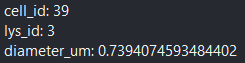 cell_id: 39
lys_id: 3
diameter_um: 0.7394074593484402